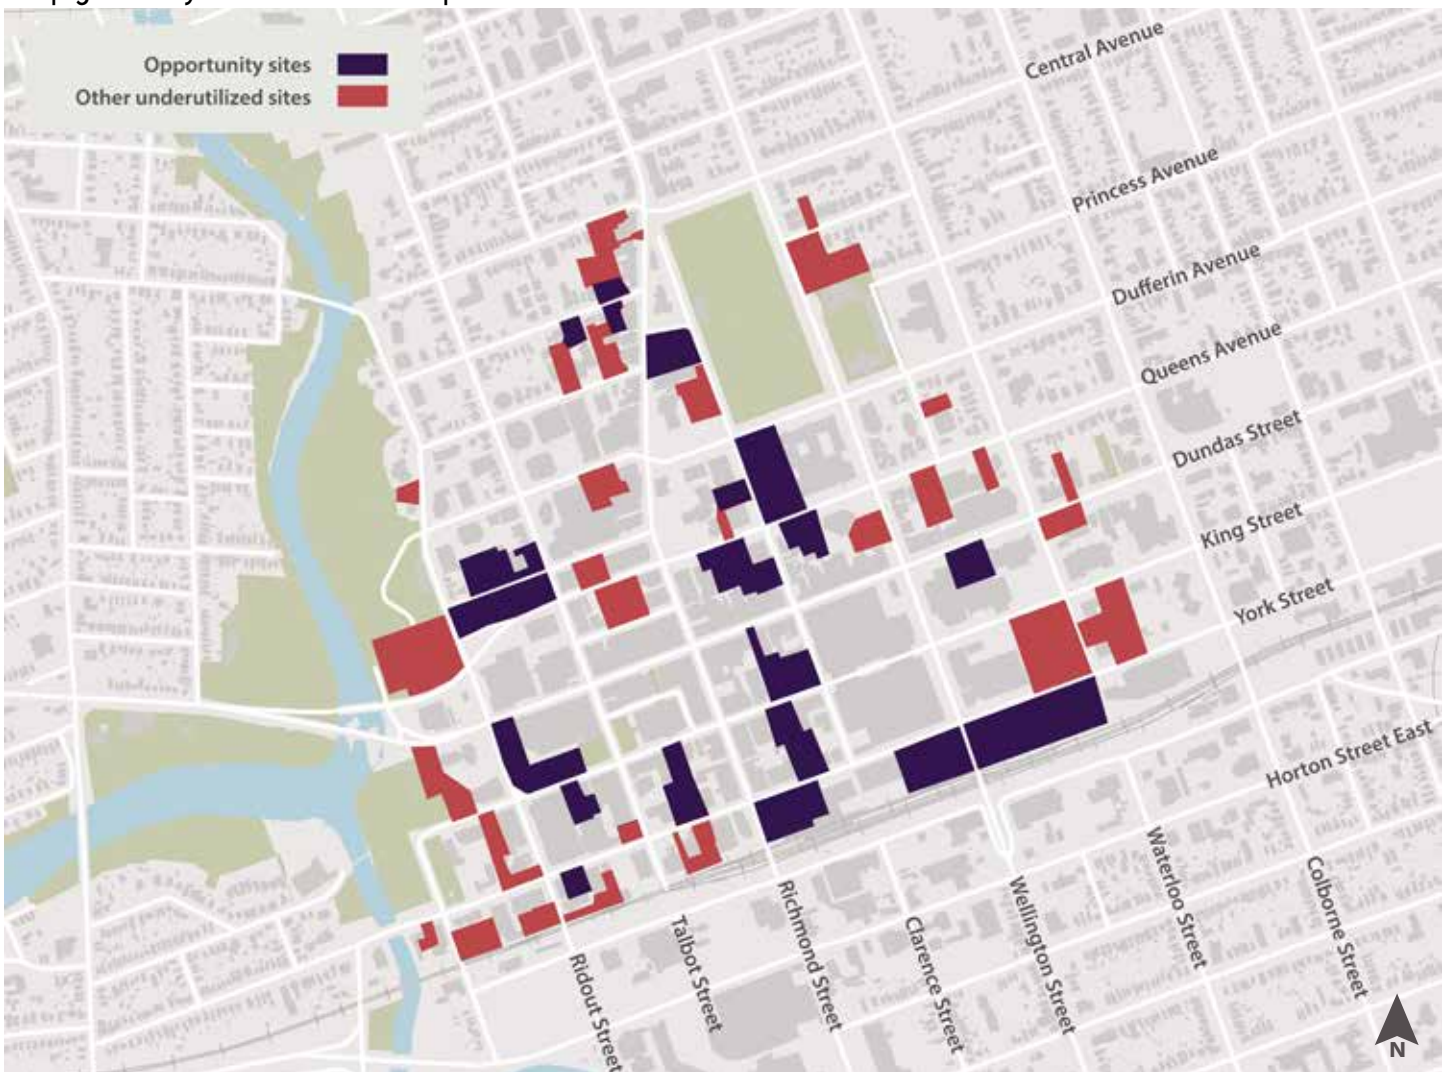 Opportunity sites
Other underutilized sites
Central Avenue
Princess Avenue
Dufferin Avenue
Queens Avenue
Dundas Street
King Street
York Street
Horton Street East
Ridout Street
Talbot Street
Richmond Street
Clarence Street
Wellington Street
Waterloo Street
Colborne Street
N